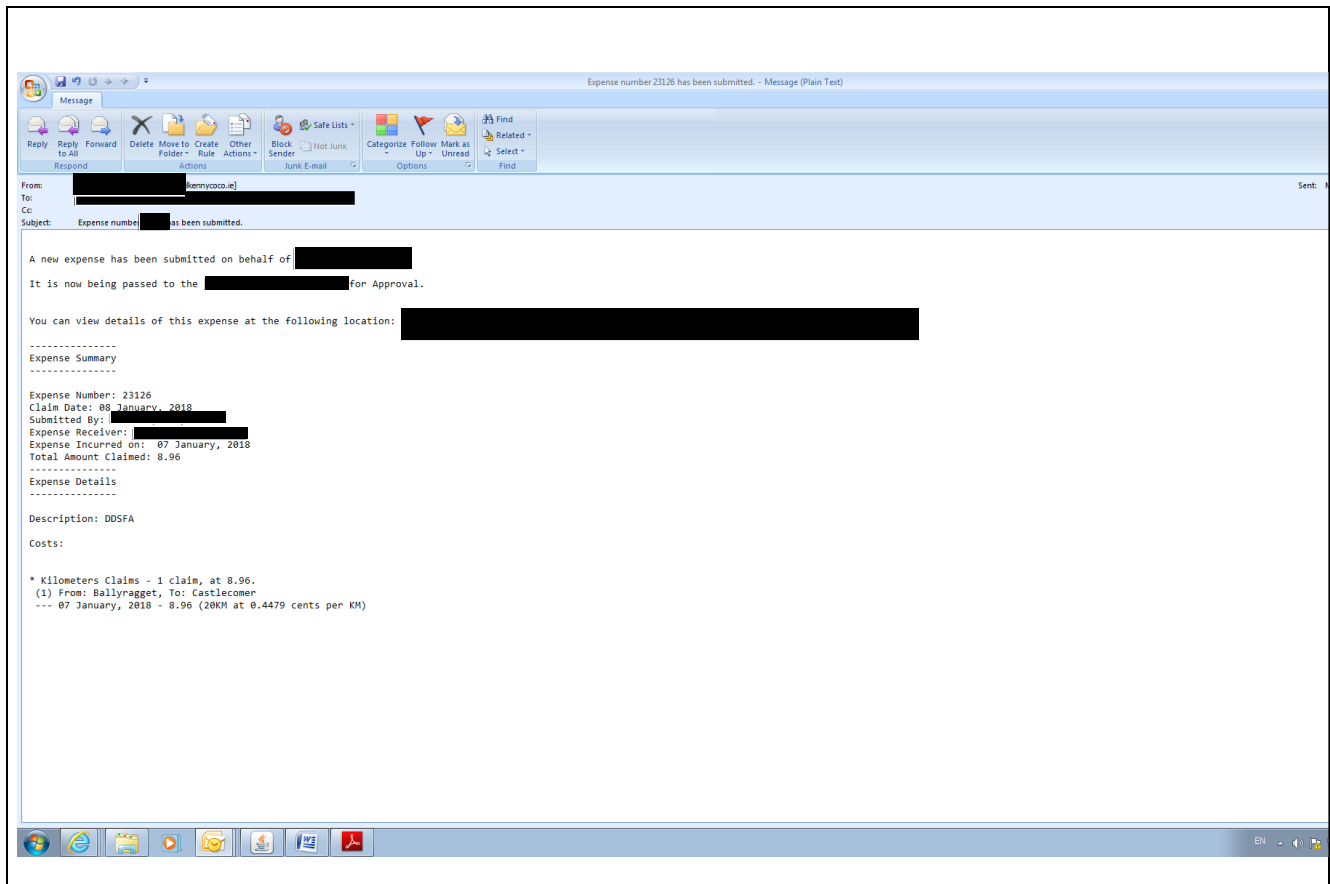 Expense number 23126 has been submitted. - Message (Plain Text)
Message
Reply
Reply to All
Forward
Respond
Delete
Move to Folder
Create Rule
Other Actions
Actions
Block Sender
Safe Lists
Not Junk
Junk E-mail
Categorize
Follow Up
Mark as Unread
Options
Find
Related
Select
Find
From: lkennycoco.ie]
Sent:
To:
Cc:
Subject: Expense number has been submitted.
A new expense has been submitted on behalf of
It is now being passed to the for Approval.
You can view details of this expense at the following location:
---------------
Expense Summary
---------------
Expense Number: 23126
Claim Date: 08 January, 2018
Submitted By:
Expense Receiver:
Expense Incurred on: 07 January, 2018
Total Amount Claimed: 8.96
---------------
Expense Details
---------------
Description: DDSFA
Costs:
* Kilometers Claims - 1 claim, at 8.96.
(1) From: Ballyragget, To: Castlecomer
--- 07 January, 2018 - 8.96 (20KM at 0.4479 cents per KM)
EN